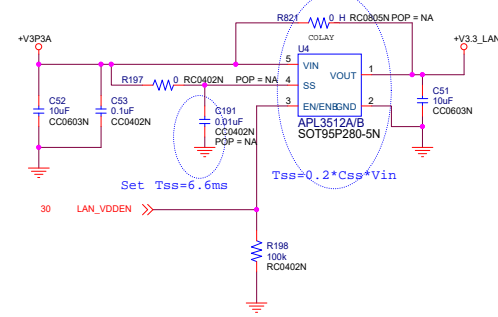 R821 0_H RC0805N POP = NA
COLAY
+V3P3A
+V3.3_LAN
U4
5 VIN
VOUT 1
R197 0 RC0402N POP = NA 4 SS
3 EN/ENB GND 2
C52
10uF
CC0603N
C53
0.1uF
CC0402N
C191
0.01uF
CC0402N
POP = NA
APL3512A/B
SOT95P280-5N
C51
10uF
CC0603N
Set Tss=6.6ms
Tss=0.2*Css*Vin
30 LAN_VDDEN
R198
100k
RC0402N